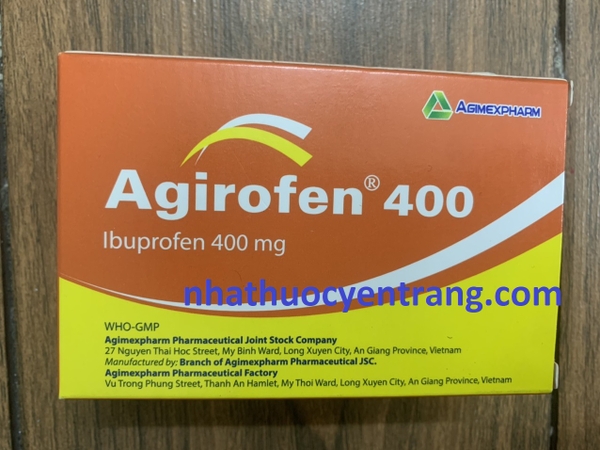 AGIMEXPHARM
Agirofen® 400
Ibuprofen 400 mg
nhathuocyentrang.com
WHO-GMP
Agimexpharm Pharmaceutical Joint Stock Company
27 Nguyen Thai Hoc Street, My Binh Ward, Long Xuyen City, An Giang Province, Vietnam
Manufactured by: Branch of Agimexpharm Pharmaceutical JSC.
Agimexpharm Pharmaceutical Factory
Vu Trong Phung Street, Thanh An Hamlet, My Thoi Ward, Long Xuyen City, An Giang Province, Vietnam